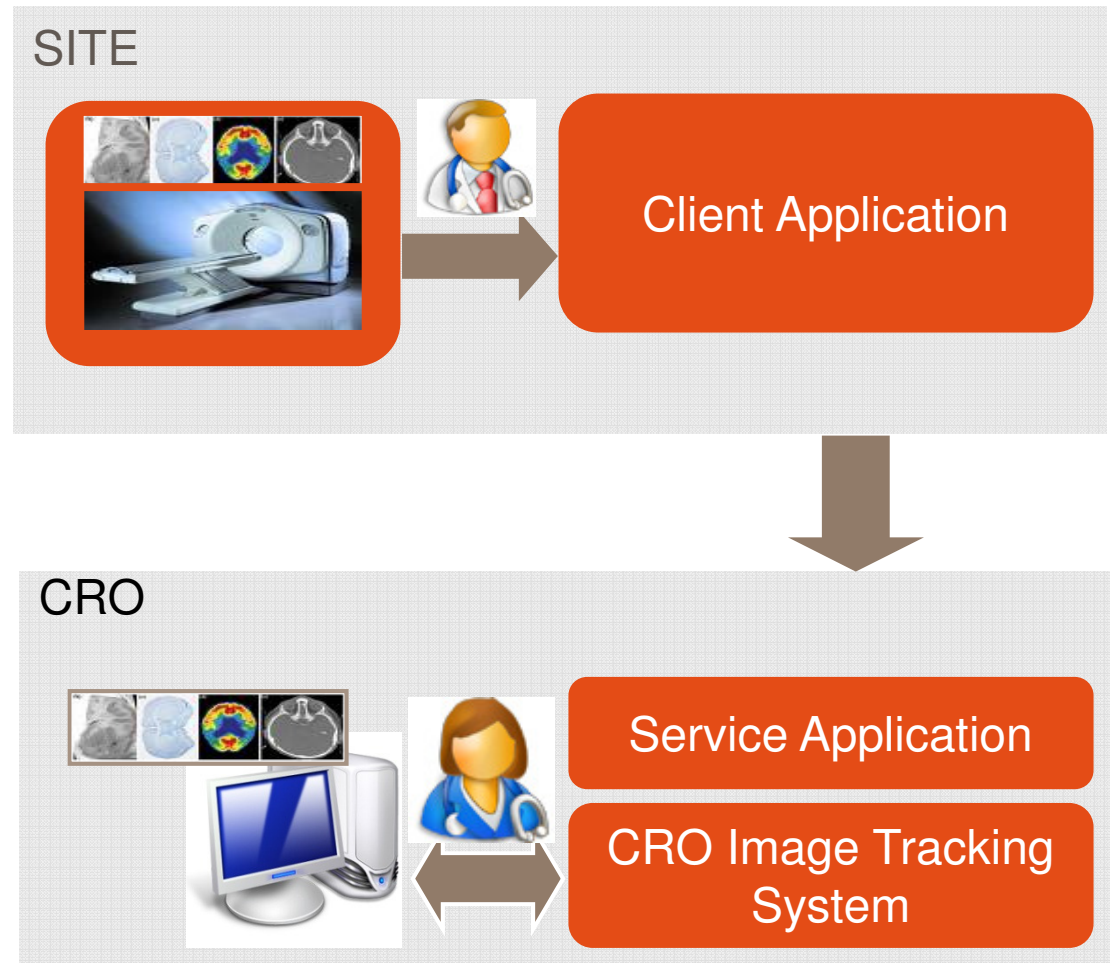 SITE
Client Application
CRO
Service Application
CRO Image Tracking
System